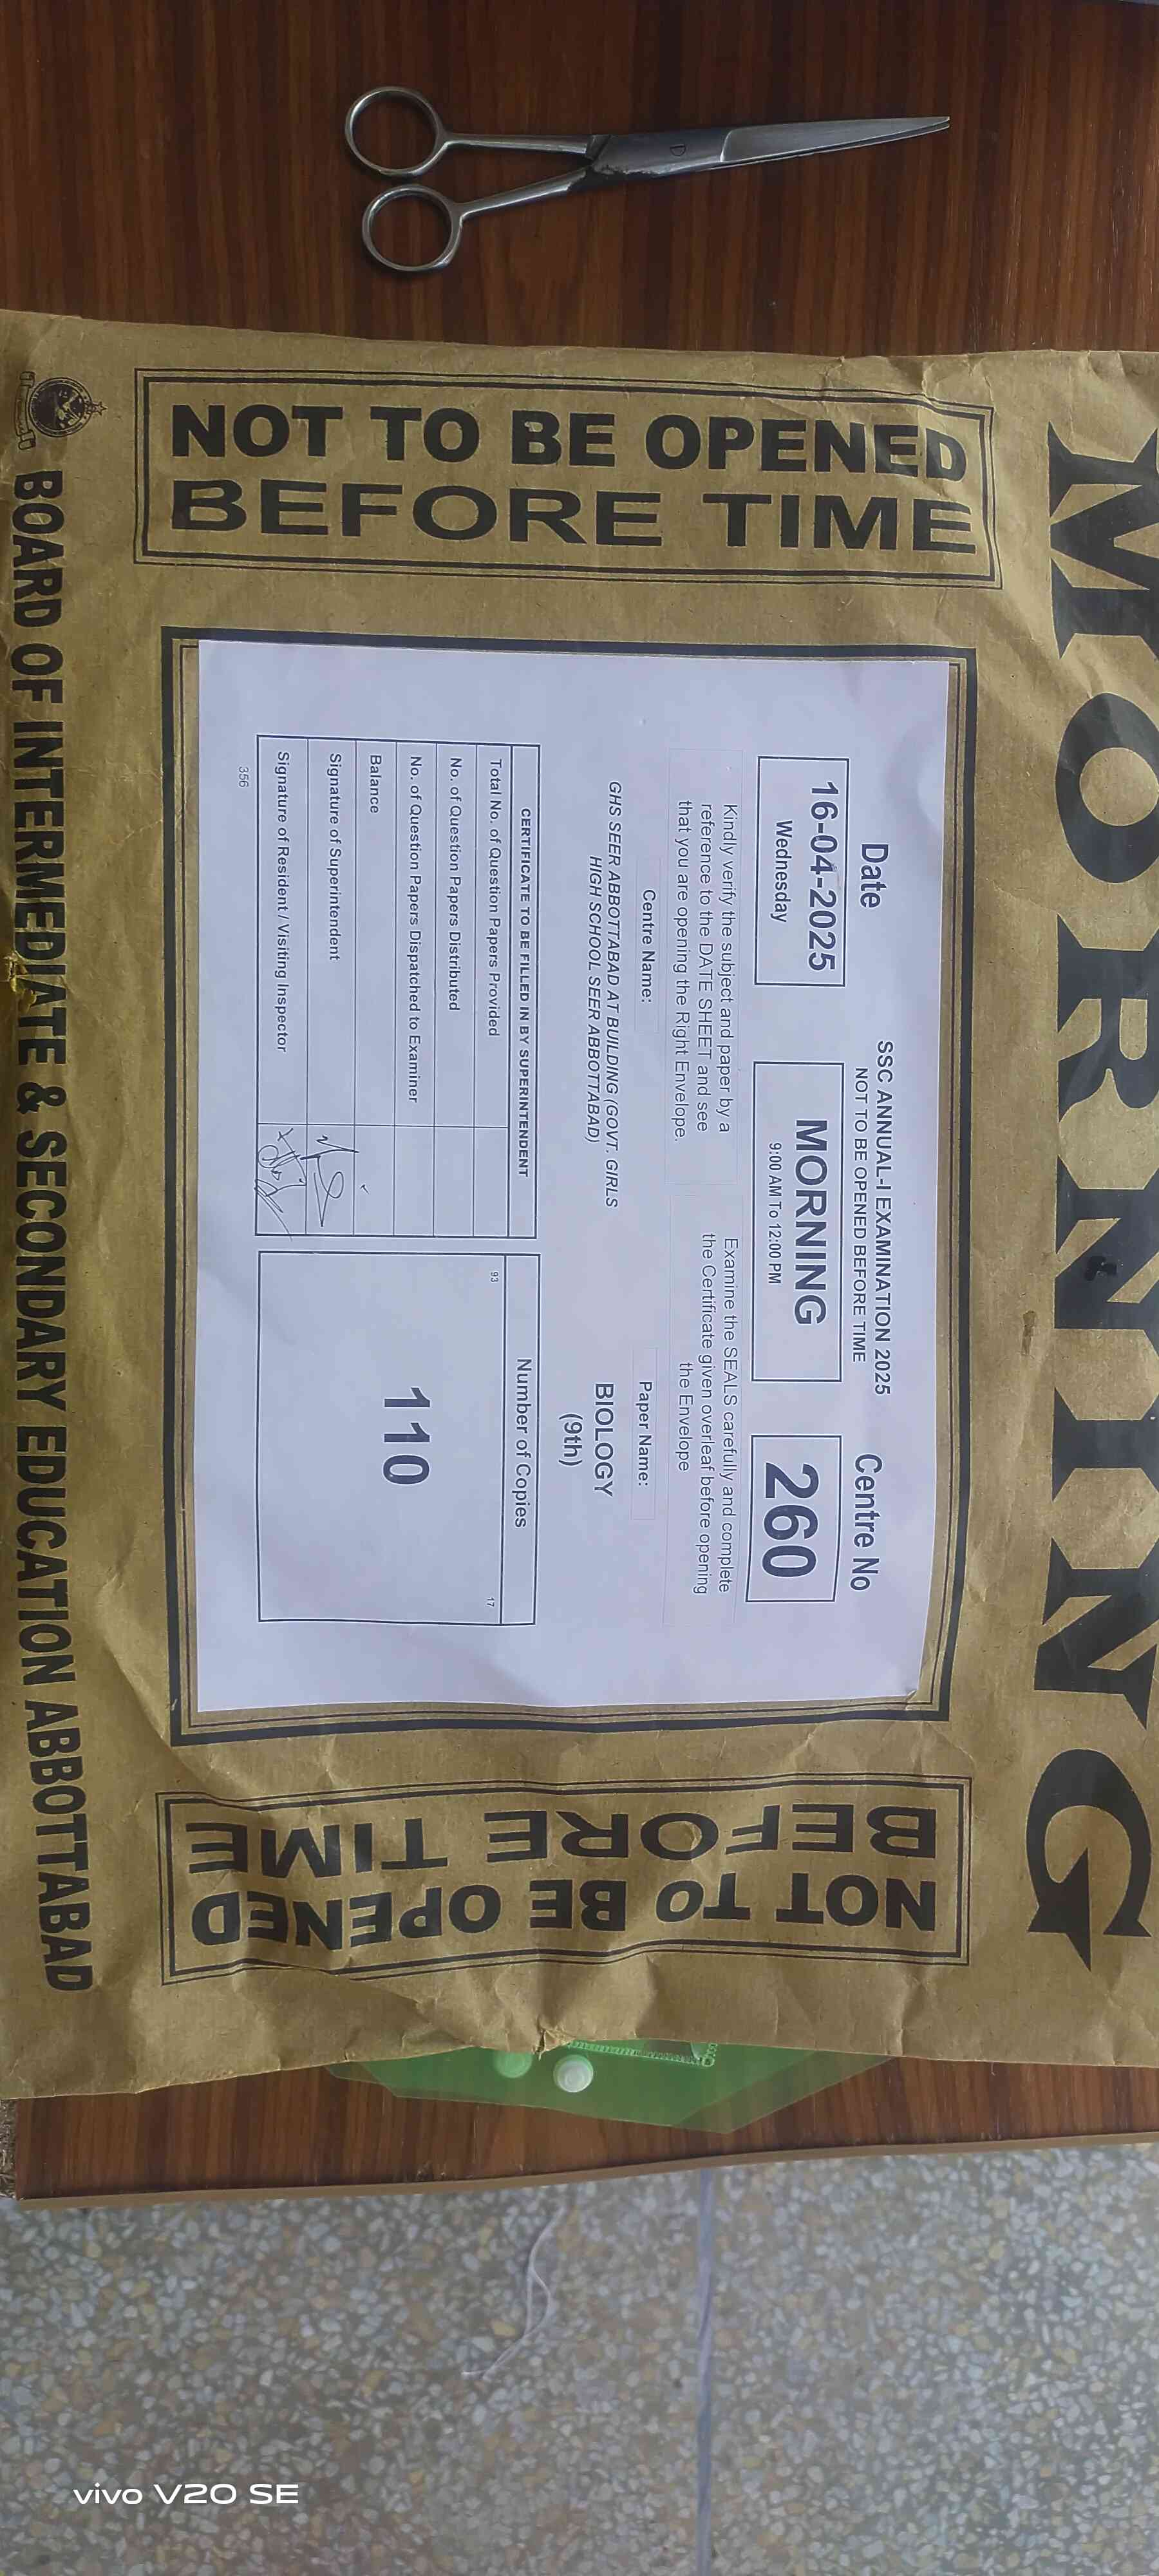 MORNING
NOT TO BE OPENED
BEFORE TIME
SSC ANNUAL-I EXAMINATION 2025
NOT TO BE OPENED BEFORE TIME
Date
16-04-2025
Wednesday
MORNING
9:00 AM To 12:00 PM
Centre No
260
Kindly verify the subject and paper by a
reference to the DATE SHEET and see
that you are opening the Right Envelope.
Examine the SEALS carefully and complete
the Certificate given overleaf before opening
the Envelope
Centre Name:
GHS SEER ABBOTTABAD AT BUILDING (GOVT. GIRLS
HIGH SCHOOL SEER ABBOTTABAD)
Paper Name:
BIOLOGY
(9th)
CERTIFICATE TO BE FILLED IN BY SUPERINTENDENT
Total No. of Question Papers Provided
No. of Question Papers Distributed
No. of Question Papers Dispatched to Examiner
Balance
Signature of Superintendent
Signature of Resident / Visiting Inspector
356
Number of Copies
93
17
110
NOT TO BE OPENED
BEFORE TIME
BOARD OF INTERMEDIATE & SECONDARY EDUCATION ABBOTTABAD
vivo V20 SE